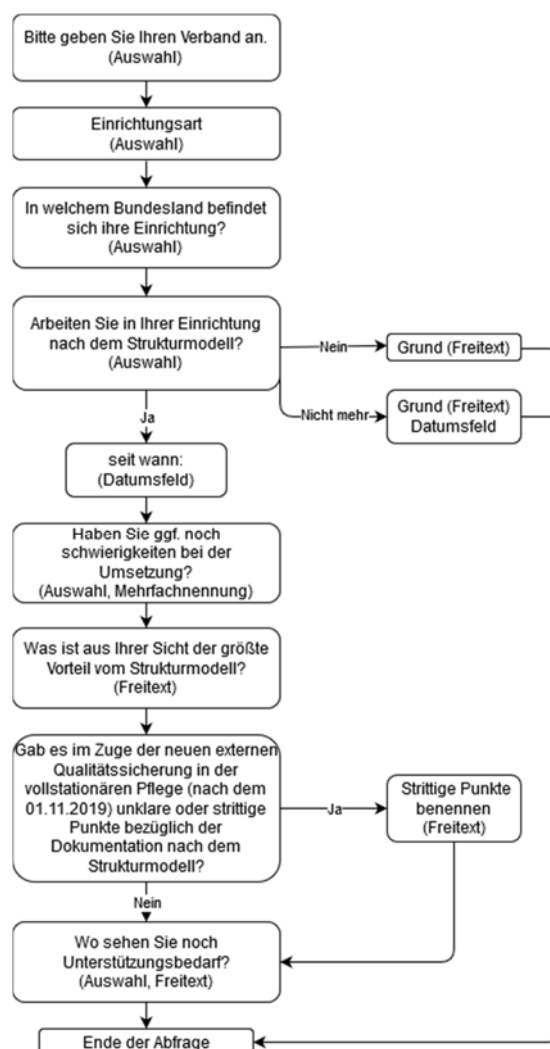 Bitte geben Sie Ihren Verband an.
(Auswahl)
Einrichtungsart
(Auswahl)
In welchem Bundesland befindet
sich ihre Einrichtung?
(Auswahl)
Arbeiten Sie in Ihrer Einrichtung
nach dem Strukturmodell?
(Auswahl)
Nein
Grund (Freitext)
Nicht mehr
Grund (Freitext)
Datumsfeld
Ja
seit wann:
(Datumsfeld)
Haben Sie ggf. noch
schwierigkeiten bei der
Umsetzung?
(Auswahl, Mehrfachnennung)
Was ist aus Ihrer Sicht der größte
Vorteil vom Strukturmodell?
(Freitext)
Gab es im Zuge der neuen externen
Qualitätssicherung in der
vollstationären Pflege (nach dem
01.11.2019) unklare oder strittige
Punkte bezüglich der
Dokumentation nach dem
Strukturmodell?
Ja
Strittige Punkte
benennen
(Freitext)
Nein
Wo sehen Sie noch
Unterstützungsbedarf?
(Auswahl, Freitext)
Ende der Abfrage